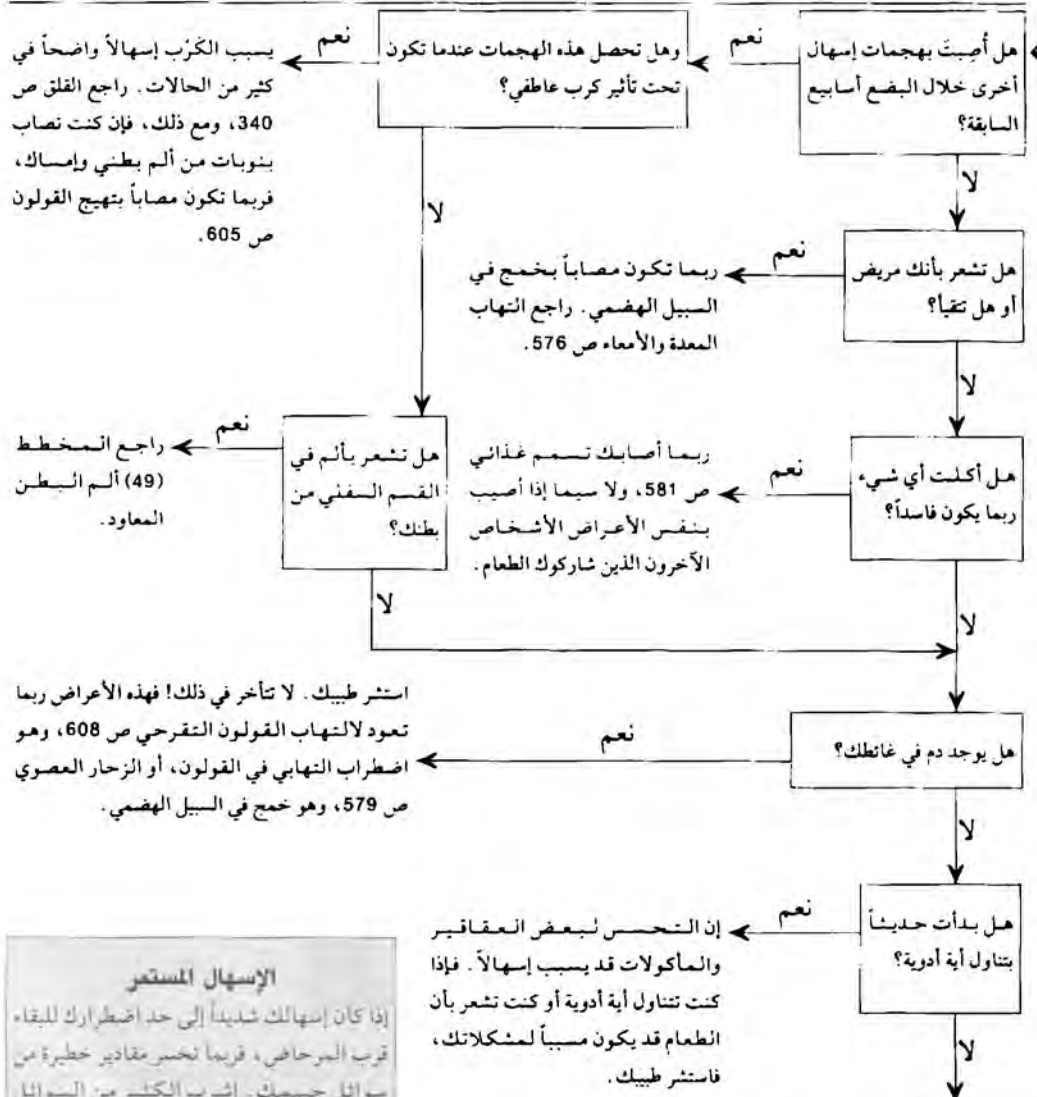 هل أُصِبتَ بهجمات إسهال
أخرى خلال البضع أسابيع
السابقة؟
نعم
وهل تحصل هذه الهجمات عندما تكون
تحت تأثير كرب عاطفي؟
نعم
يسبب الكَرْب إسهالاً واضحاً في
كثير من الحالات. راجع القلق ص
340، ومع ذلك، فإن كنت تصاب
بنوبات من ألم بطني وإمساك،
فربما تكون مصاباً بتهيج القولون
ص 605.
لا
لا
هل تشعر بأنك مريض
أو هل تتقيأ؟
نعم
ربما تكون مصاباً بخمج في
السبيل الهضمي. راجع التهاب
المعدة والأمعاء ص 576.
لا
هل أكلت أي شيء
ربما يكون فاسداً؟
نعم
ربما أصابك تسمم غذائي
ص 581، ولا سيما إذا أصيب
بنفس الأعراض الأشخاص
الآخرون الذين شاركوك الطعام.
هل تشعر بألم في
القسم السفلي من
بطنك؟
نعم
راجع المخطط
(49) ألم البطن
المعاود.
لا
لا
هل يوجد دم في غائطك؟
نعم
استشر طبيبك. لا تتأخر في ذلك! فهذه الأعراض ربما
تعود لالتهاب القولون التقرحي ص 608، وهو
اضطراب التهابي في القولون، أو الزحار العصوي
ص 579، وهو خمج في السبيل الهضمي.
لا
هل بدأت حديثاً
بتناول أية أدوية؟
نعم
إن التحسس لبعض العقاقير
والمأكولات قد يسبب إسهالاً. فإذا
كنت تتناول أية أدوية أو كنت تشعر بأن
الطعام قد يكون مسبباً لمشكلاتك،
فاستشر طبيبك.
لا
الإسهال المستمر
إذا كان إسهالك شديداً إلى حد اضطرارك للبقاء
قرب المرحاض، فربما تخسر مقادير خطيرة من
سوائل جسمك. اشرب الكثير من السوائل